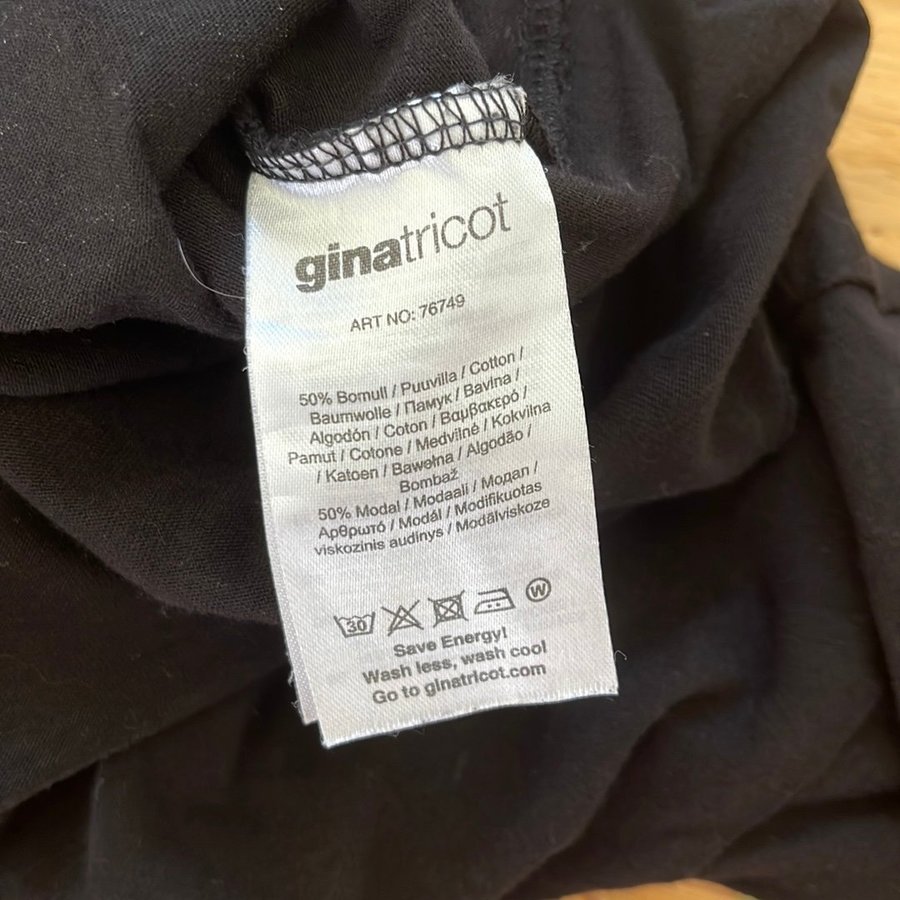 ginatricot
ART NO: 76749
50% Bomull / Puuvilla / Cotton /
Baumwolle / Памук / Bavlna /
Algodón / Coton / Βαμβακερό /
Pamut / Cotone / Medvilnė / Kokvilna
/ Katoen / Bawełna / Algodão /
Bombaž
50% Modal / Modaali / Модал /
Αρθρωτό / Modál / Modifikuotas
viskozinis audinys / Modālviskoze
30 W
Save Energy!
Wash less, wash cool
Go to ginatricot.com